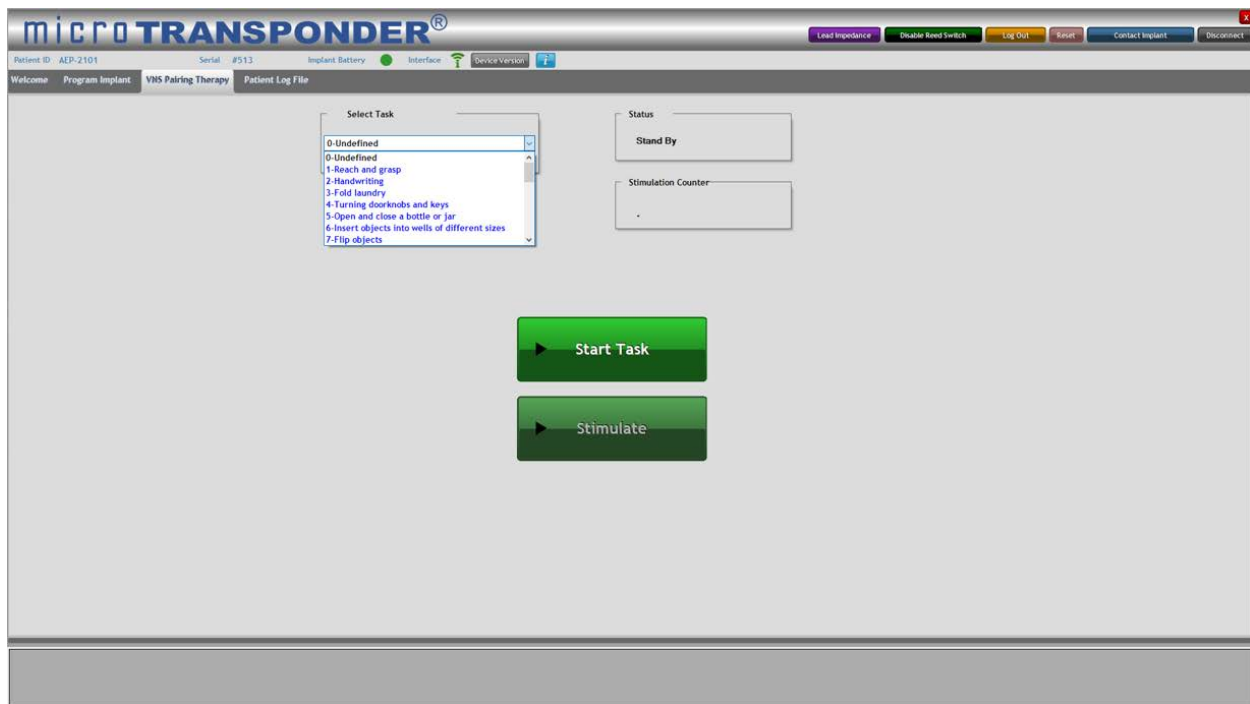 microTRANSPONDER®
X
Lead Impedance Disable Reed Switch Log Out Reset Contact Implant Disconnect
Patient ID AEP-2101 Serial #513 Implant Battery Interface Device Version
Welcome Program Implant VNS Pairing Therapy Patient Log File
Select Task
0-Undefined
0-Undefined
1-Reach and grasp
2-Handwriting
3-Fold laundry
4-Turning doorknobs and keys
5-Open and close a bottle or jar
6-Insert objects into wells of different sizes
7-Flip objects
Status
Stand By
Stimulation Counter
.
Start Task
Stimulate